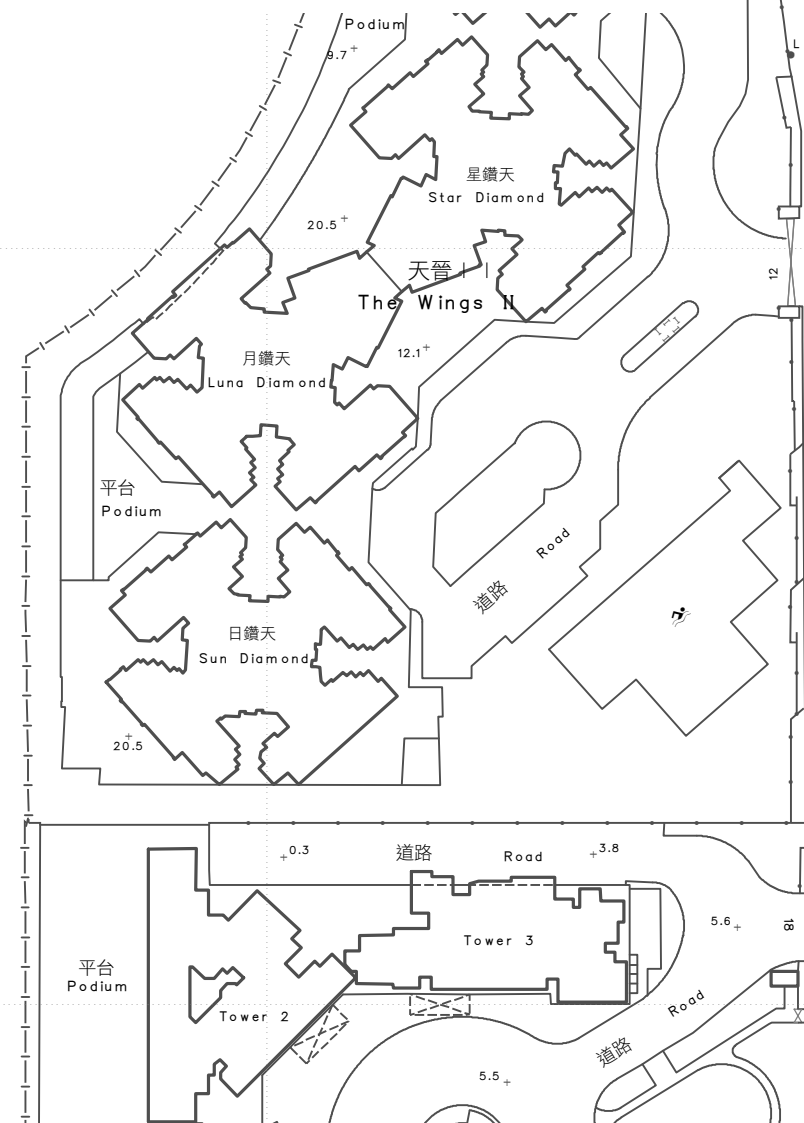 Podium
9.7
L
星鑽天
Star Diamond
20.5
天晉 II
The Wings II
12
12.1
月鑽天
Luna Diamond
平台
Podium
道路
Road
日鑽天
Sun Diamond
20.5
0.3
道路
Road
3.8
5.6
18
Tower 3
平台
Podium
Tower 2
道路
Road
5.5